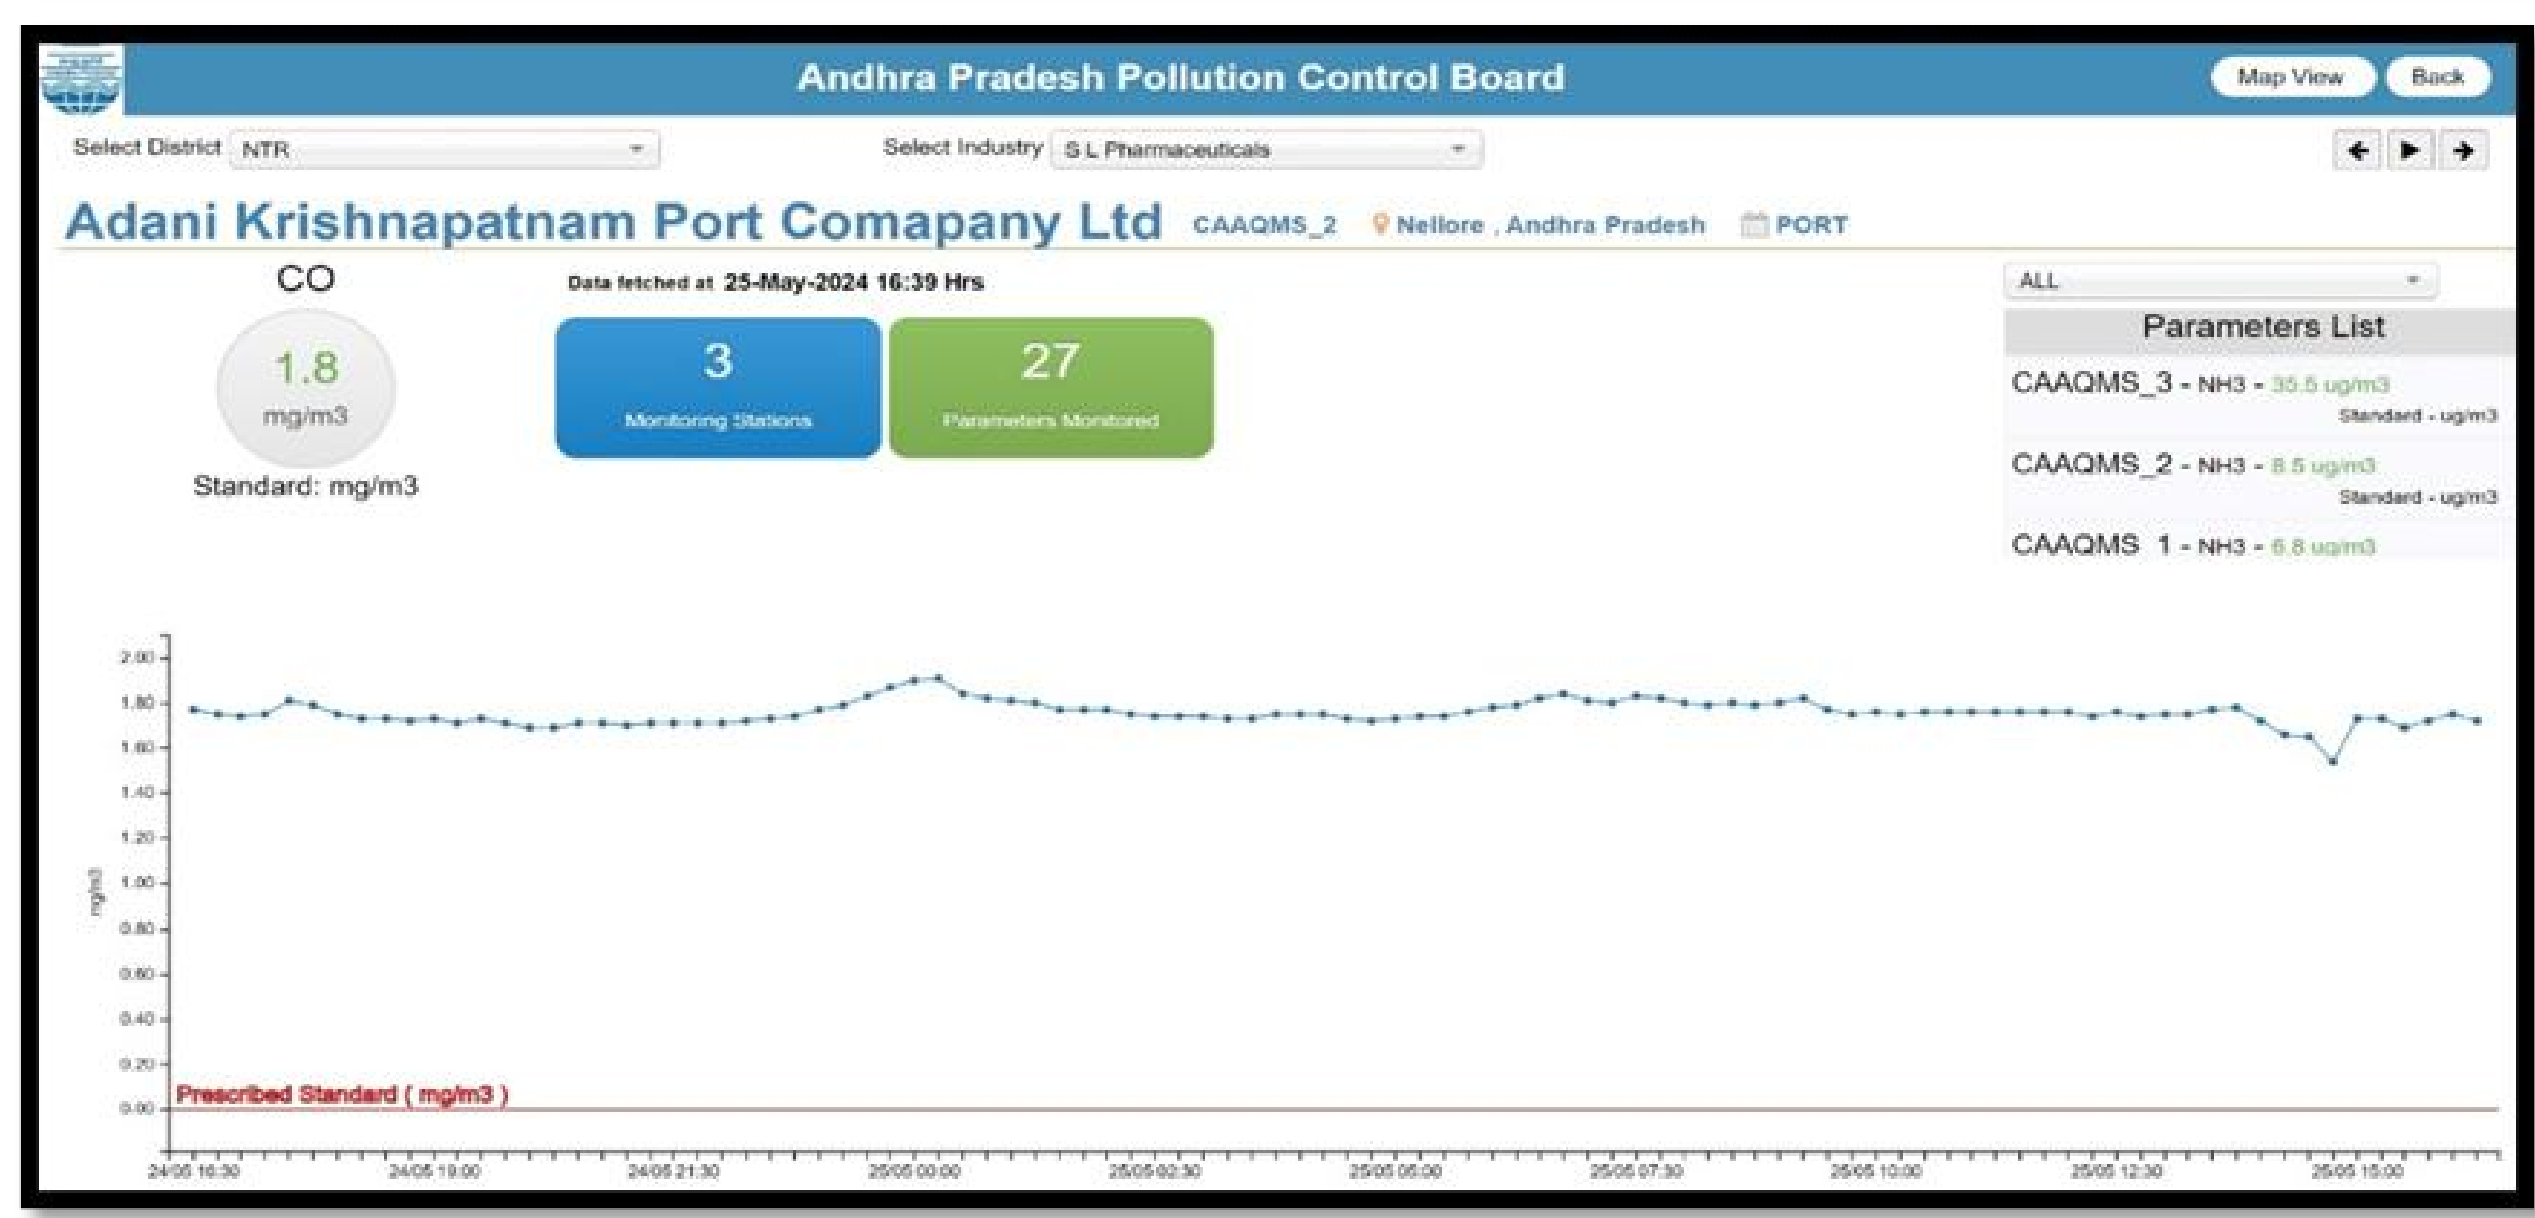 Andhra Pradesh Pollution Control Board
Map View
Back
Select District NTR
Select Industry S L Pharmaceuticals
Adani Krishnapatnam Port Comapany Ltd CAAQMS_2 Nellore , Andhra Pradesh PORT
CO
1.8
mg/m3
Standard: mg/m3
Data fetched at 25-May-2024 16:39 Hrs
3
Monitoring Stations
27
Parameters Monitored
ALL
Parameters List
CAAQMS_3 - NH3 - 35.5 ug/m3
Standard - ug/m3
CAAQMS_2 - NH3 - 8.5 ug/m3
Standard - ug/m3
CAAQMS 1 - NH3 - 6.8 ug/m3
2.00
1.80
1.60
1.40
1.20
1.00
0.80
0.60
0.40
0.20
0.00
mg/m3
Prescribed Standard ( mg/m3 )
24/05 16:30
24/05 19:00
24/05 21:30
25/05 00:00
25/05 02:30
25/05 05:00
25/05 07:30
25/05 10:00
25/05 12:30
25/05 15:00